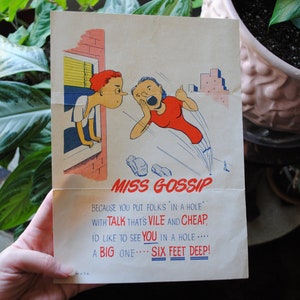 MISS GOSSIP
BECAUSE YOU PUT FOLKS "IN A HOLE"
WITH TALK THAT'S VILE AND CHEAP,
I'D LIKE TO SEE YOU IN A HOLE ....
A BIG ONE .... SIX FEET DEEP!